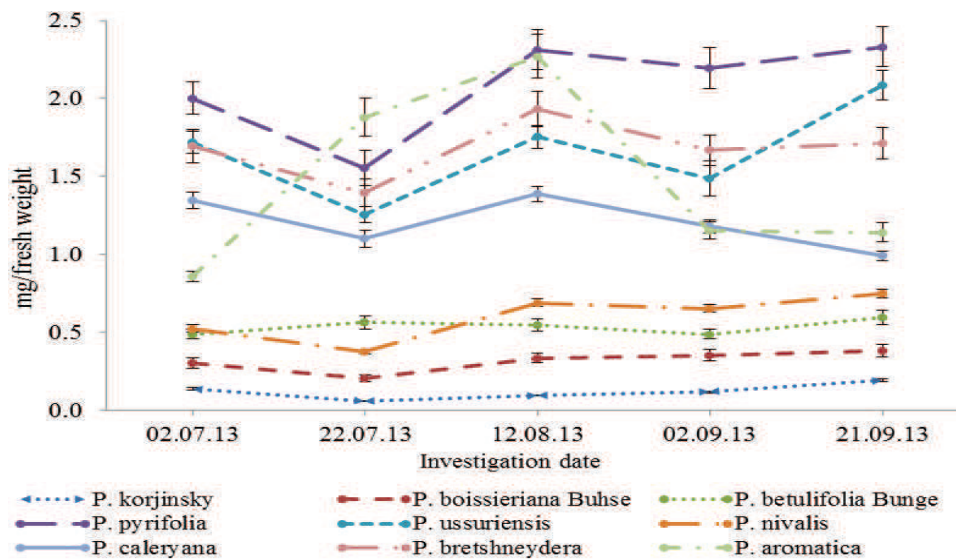 2.5
2.0
1.5
1.0
0.5
0.0
mg/fresh weight
02.07.13 22.07.13 12.08.13 02.09.13 21.09.13
Investigation date
P. korjinsky P. boissieriana Buhse P. betulifolia Bunge
P. pyrifolia P. ussuriensis P. nivalis
P. caleryana P. bretshneydera P. aromatica